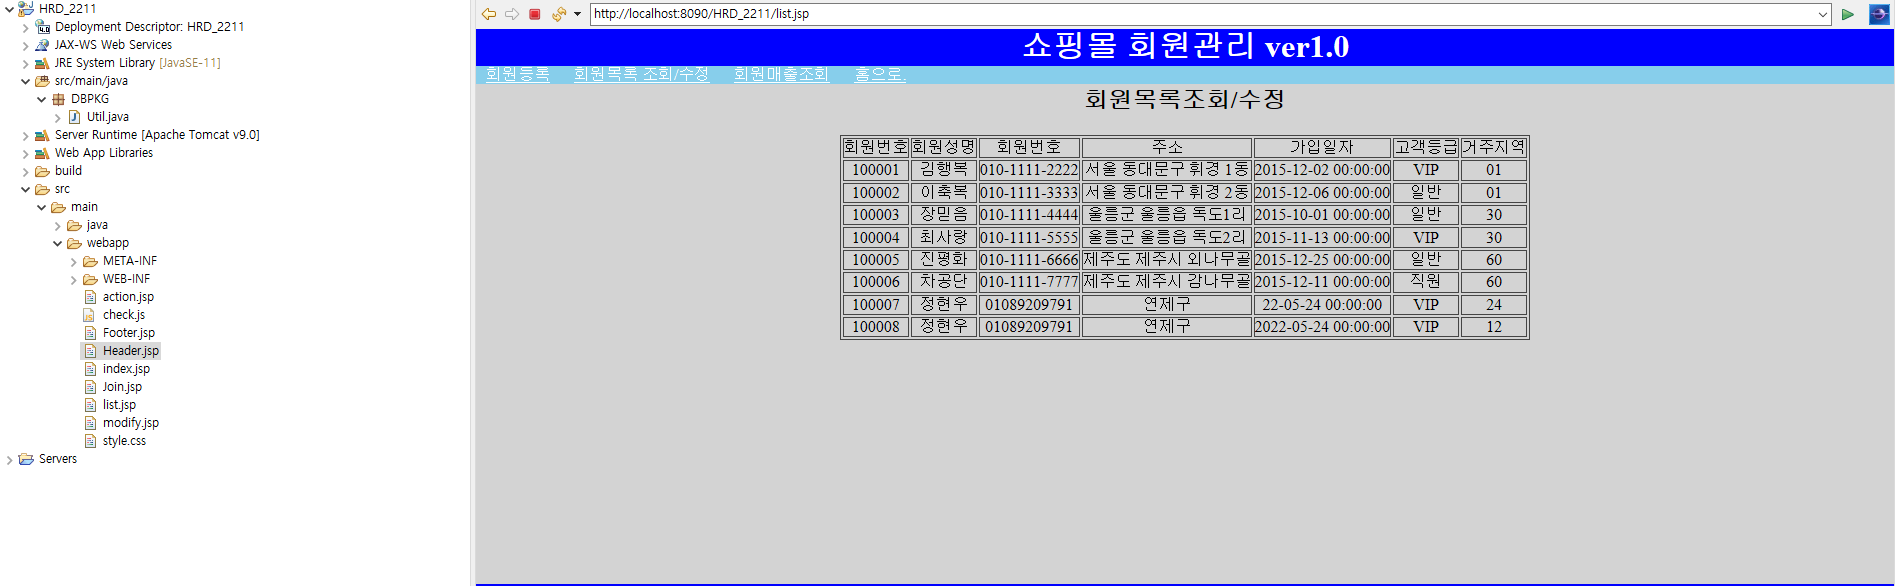 HRD_2211
Deployment Descriptor: HRD_2211
JAX-WS Web Services
JRE System Library [JavaSE-11]
src/main/java
DBPKG
Util.java
Server Runtime [Apache Tomcat v9.0]
Web App Libraries
build
src
main
java
webapp
META-INF
WEB-INF
action.jsp
check.js
Footer.jsp
Header.jsp
index.jsp
Join.jsp
list.jsp
modify.jsp
style.css
Servers
http://localhost:8090/HRD_2211/list.jsp
쇼핑몰 회원관리 ver1.0
회원등록 회원목록 조회/수정 회원매출조회 홈으로.
회원목록조회/수정
회원번호 회원성명 회원번호 주소 가입일자 고객등급 거주지역
100001 김행복 010-1111-2222 서울 동대문구 휘경 1동 2015-12-02 00:00:00 VIP 01
100002 이축복 010-1111-3333 서울 동대문구 휘경 2동 2015-12-06 00:00:00 일반 01
100003 장믿음 010-1111-4444 울릉군 울릉읍 독도1리 2015-10-01 00:00:00 일반 30
100004 최사랑 010-1111-5555 울릉군 울릉읍 독도2리 2015-11-13 00:00:00 VIP 30
100005 진평화 010-1111-6666 제주도 제주시 외나무골 2015-12-25 00:00:00 일반 60
100006 차공단 010-1111-7777 제주도 제주시 감나무골 2015-12-11 00:00:00 직원 60
100007 정현우 01089209791 연제구 22-05-24 00:00:00 VIP 24
100008 정현우 01089209791 연제구 2022-05-24 00:00:00 VIP 12